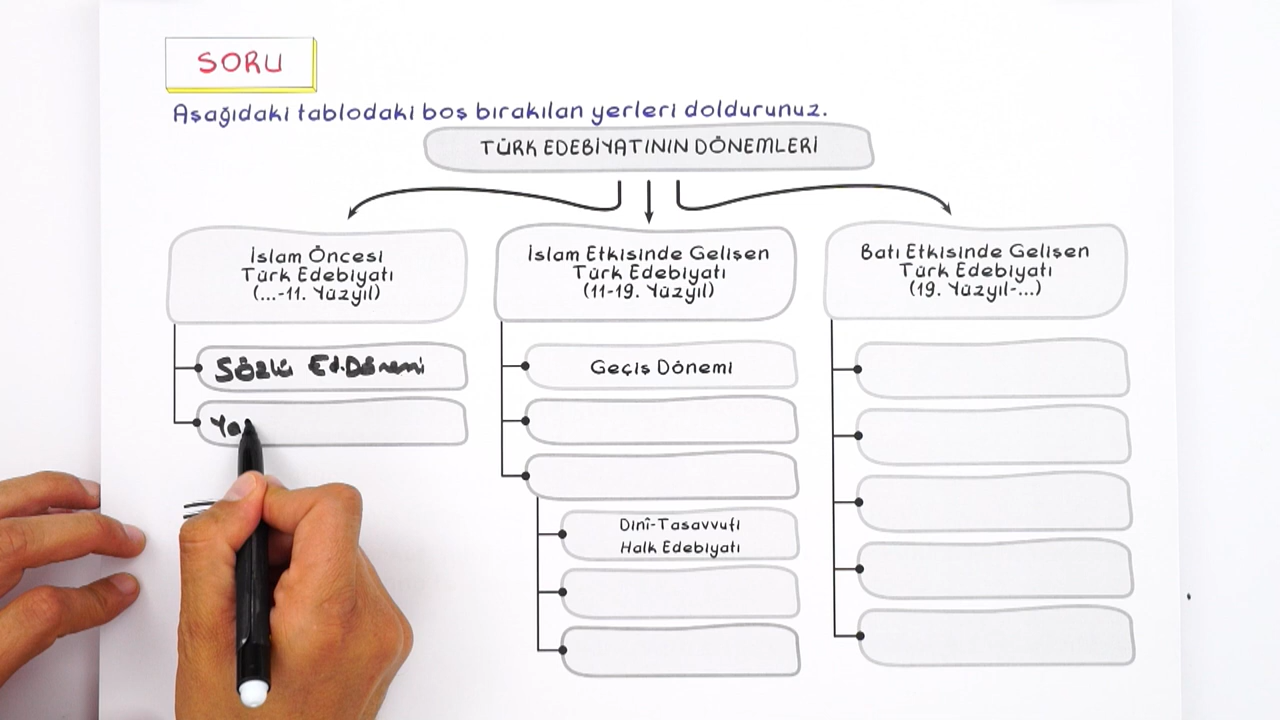 SORU
Aşağıdaki tablodaki boş bırakılan yerleri doldurunuz.
TÜRK EDEBİYATININ DÖNEMLERİ
İslam Öncesi
Türk Edebiyatı
(...-11. Yüzyıl)
Sözlü Ed.Dönemi
Ya
İslam Etkisinde Gelişen
Türk Edebiyatı
(11-19. Yüzyıl)
Geçiş Dönemi
Dinî-Tasavvufi
Halk Edebiyatı
Batı Etkisinde Gelişen
Türk Edebiyatı
(19. Yüzyıl-...)